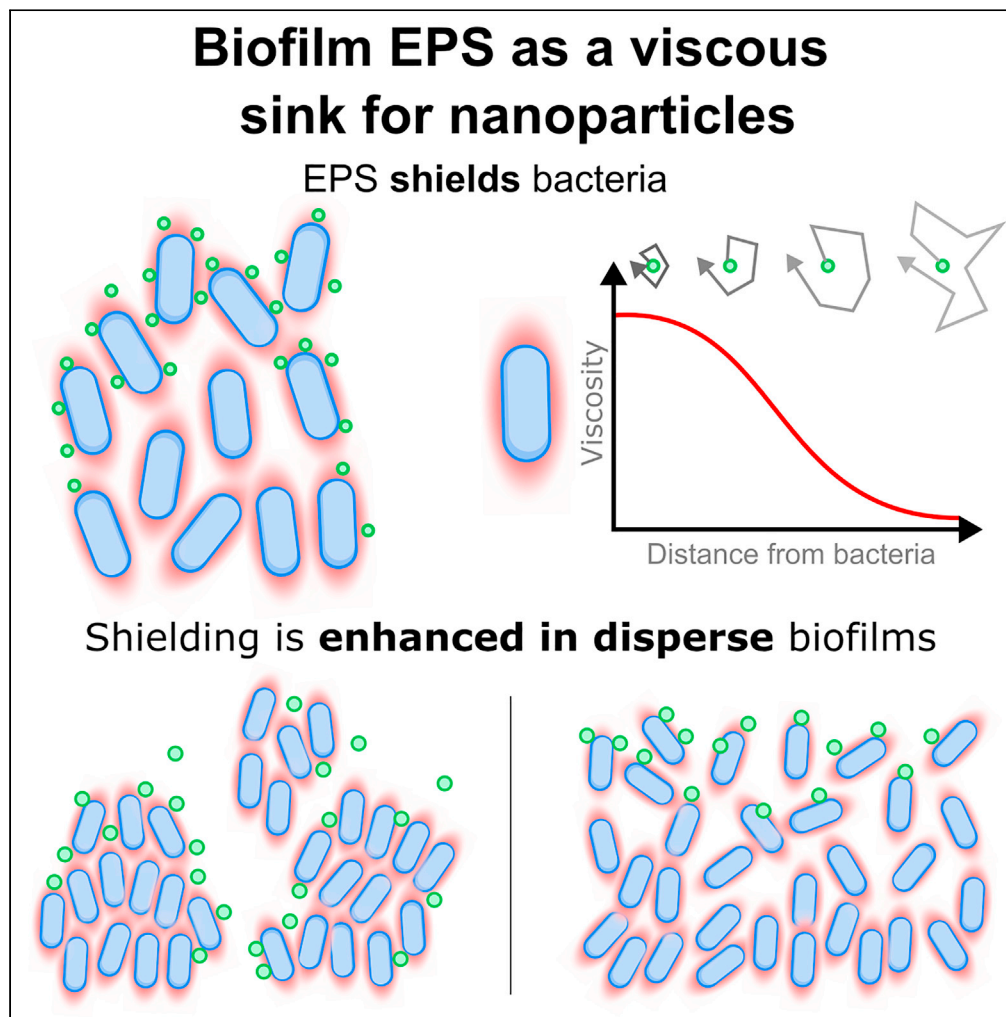 Biofilm EPS as a viscous
sink for nanoparticles
EPS shields bacteria
Viscosity
Distance from bacteria
Shielding is enhanced in disperse biofilms